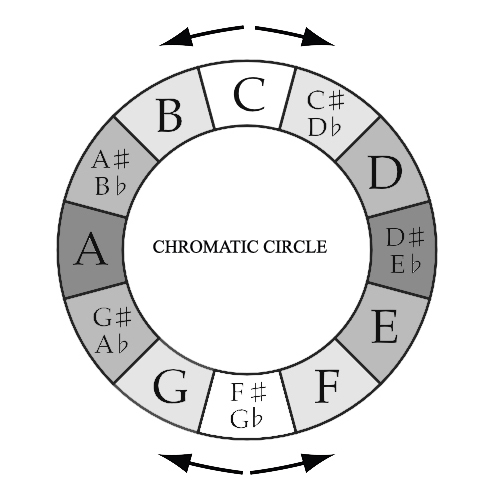 C
C♯
D♭
D
D♯
E♭
E
F
F♯
G♭
G
G♯
A♭
A
A♯
B♭
B
CHROMATIC CIRCLE